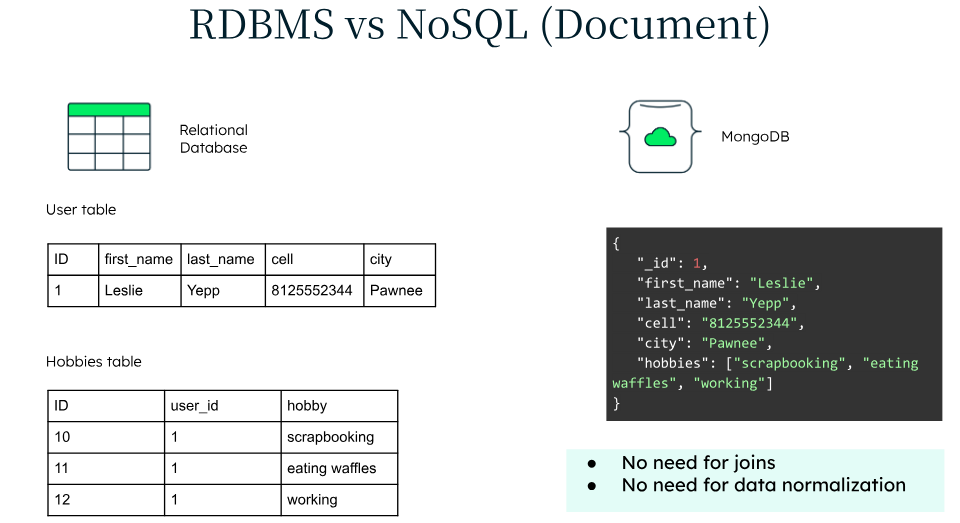 RDBMS vs NoSQL (Document)
Relational
Database
MongoDB
User table
ID first_name last_name cell city
1 Leslie Yepp 8125552344 Pawnee
Hobbies table
ID user_id hobby
10 1 scrapbooking
11 1 eating waffles
12 1 working
{
"_id": 1,
"first_name": "Leslie",
"last_name": "Yepp",
"cell": "8125552344",
"city": "Pawnee",
"hobbies": ["scrapbooking", "eating
waffles", "working"]
}
● No need for joins
● No need for data normalization